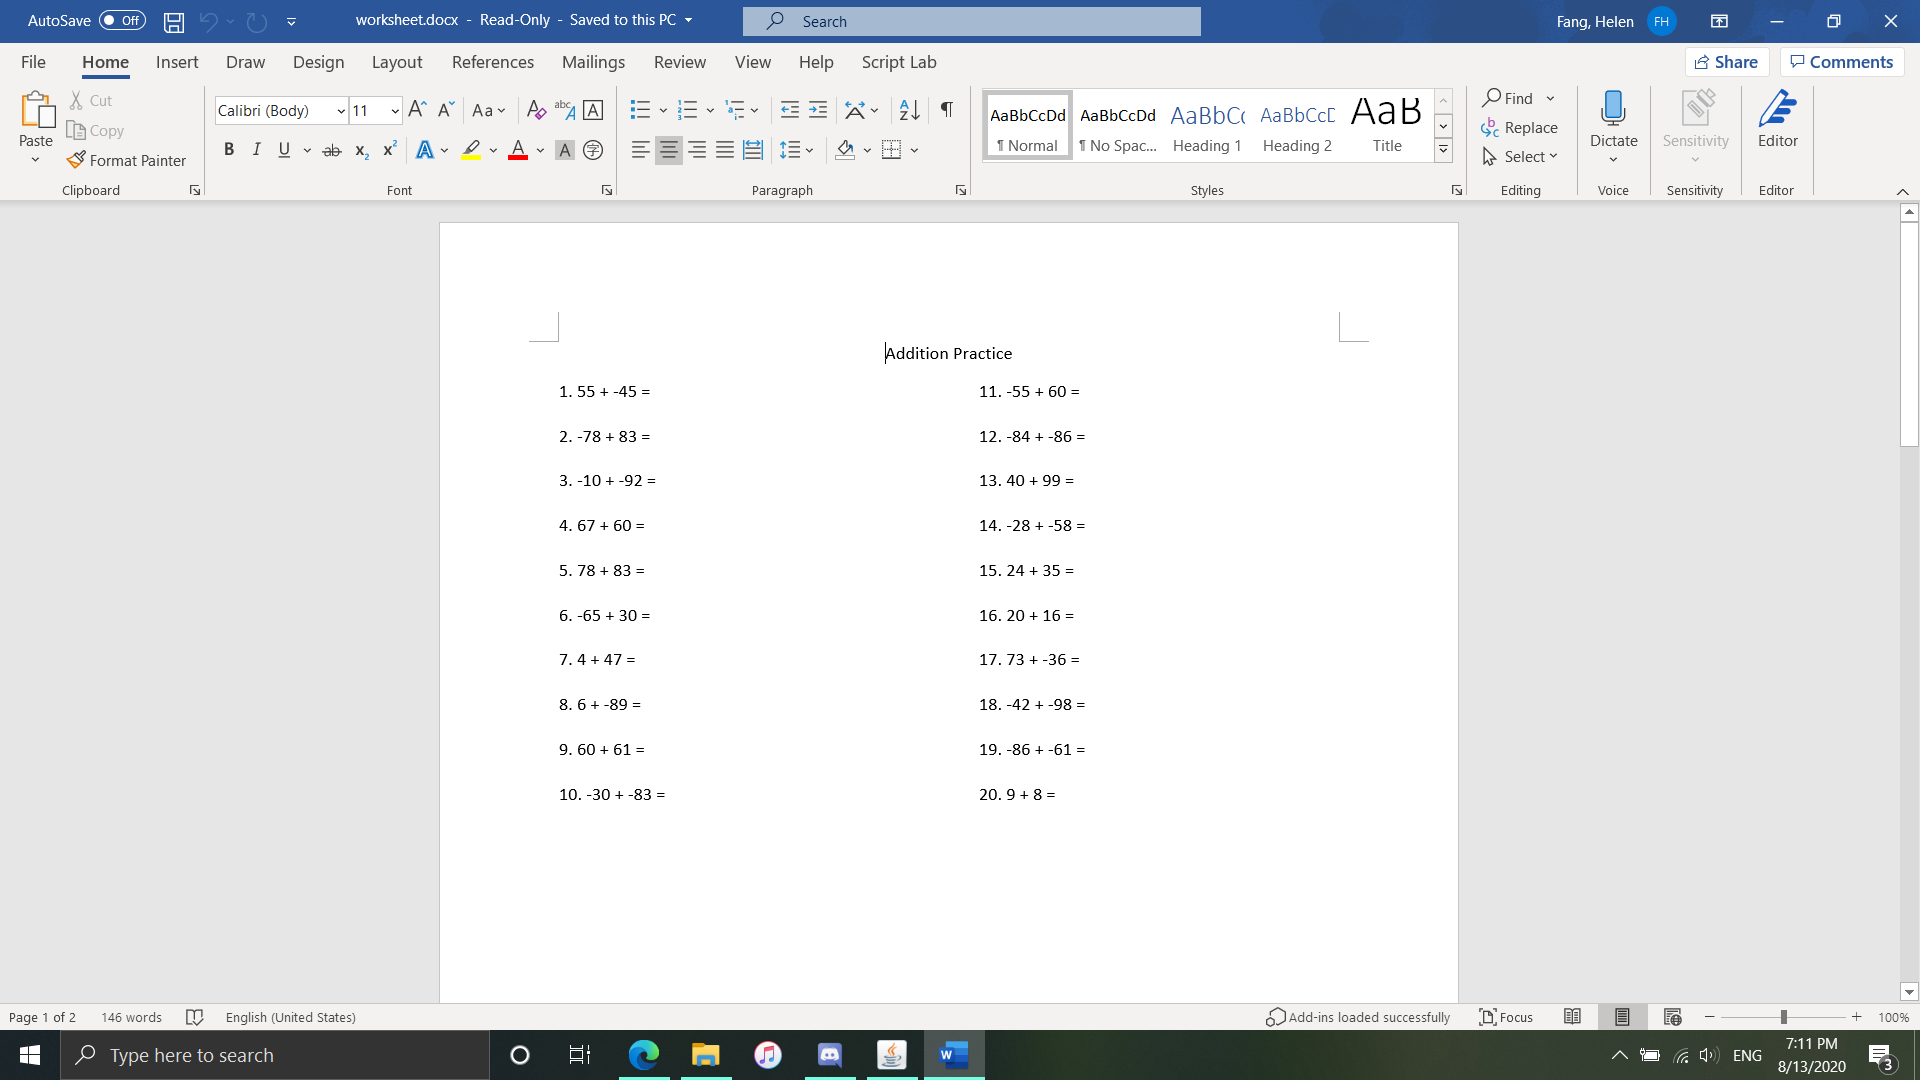 AutoSave Off worksheet.docx - Read-Only - Saved to this PC Search Fang, Helen FH
File Home Insert Draw Design Layout References Mailings Review View Help Script Lab Share Comments
Paste Cut Copy Format Painter
Clipboard
Calibri (Body) 11 A A Aa A abc A A
B I U ab x2 x2 A A A 字
Font
Paragraph
AaBbCcDd ¶ Normal
AaBbCcDd ¶ No Spac...
AaBbCc Heading 1
AaBbCcD Heading 2
AaB Title
Styles
Find
Replace
Select
Editing
Dictate
Voice
Sensitivity
Sensitivity
Editor
Editor
Addition Practice
1. 55 + -45 =
2. -78 + 83 =
3. -10 + -92 =
4. 67 + 60 =
5. 78 + 83 =
6. -65 + 30 =
7. 4 + 47 =
8. 6 + -89 =
9. 60 + 61 =
10. -30 + -83 =
11. -55 + 60 =
12. -84 + -86 =
13. 40 + 99 =
14. -28 + -58 =
15. 24 + 35 =
16. 20 + 16 =
17. 73 + -36 =
18. -42 + -98 =
19. -86 + -61 =
20. 9 + 8 =
Page 1 of 2 146 words English (United States) Add-ins loaded successfully Focus 100%
Type here to search W ENG 7:11 PM
8/13/2020 3